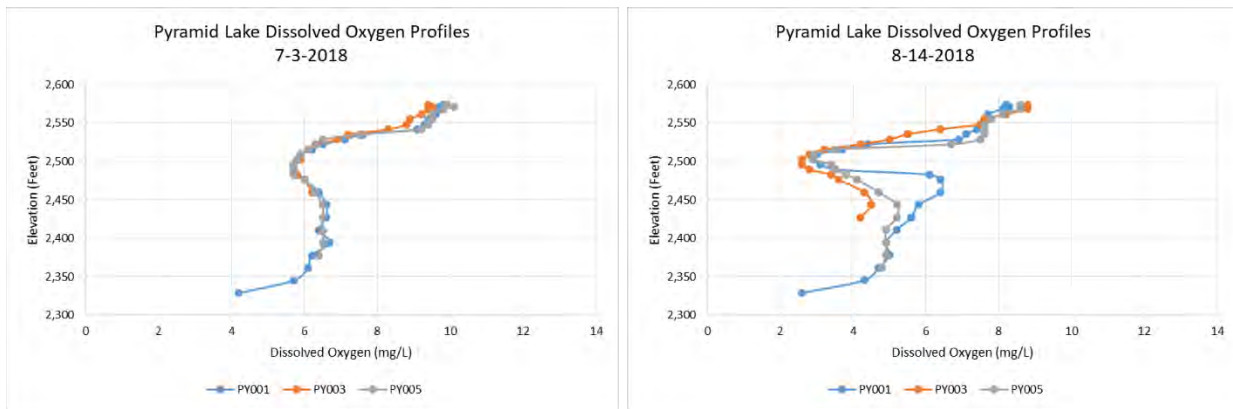 Pyramid Lake Dissolved Oxygen Profiles
7-3-2018
Elevation (Feet)
2,600
2,550
2,500
2,450
2,400
2,350
2,300
0 2 4 6 8 10 12 14
Dissolved Oxygen (mg/L)
PY001 PY003 PY005
Pyramid Lake Dissolved Oxygen Profiles
8-14-2018
Elevation (Feet)
2,600
2,550
2,500
2,450
2,400
2,350
2,300
0 2 4 6 8 10 12 14
Dissolved Oxygen (mg/L)
PY001 PY003 PY005